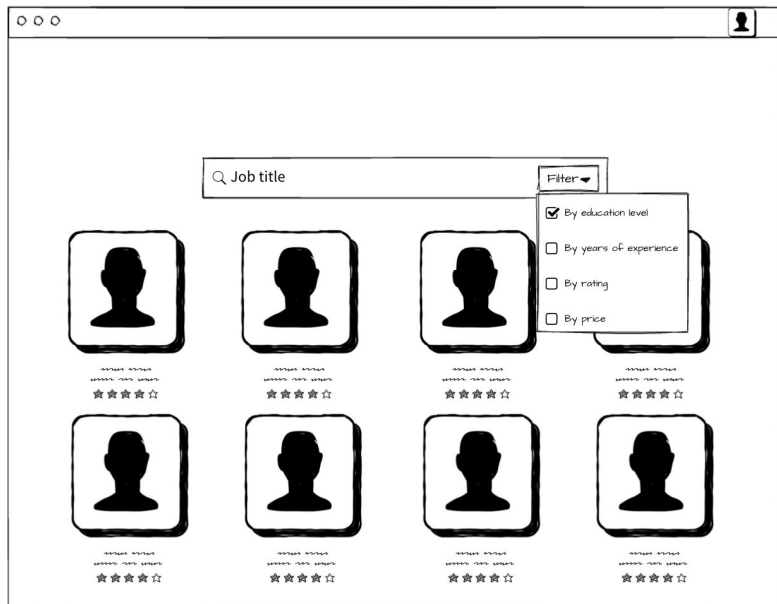 Job title
Filter
By education level
By years of experience
By rating
By price